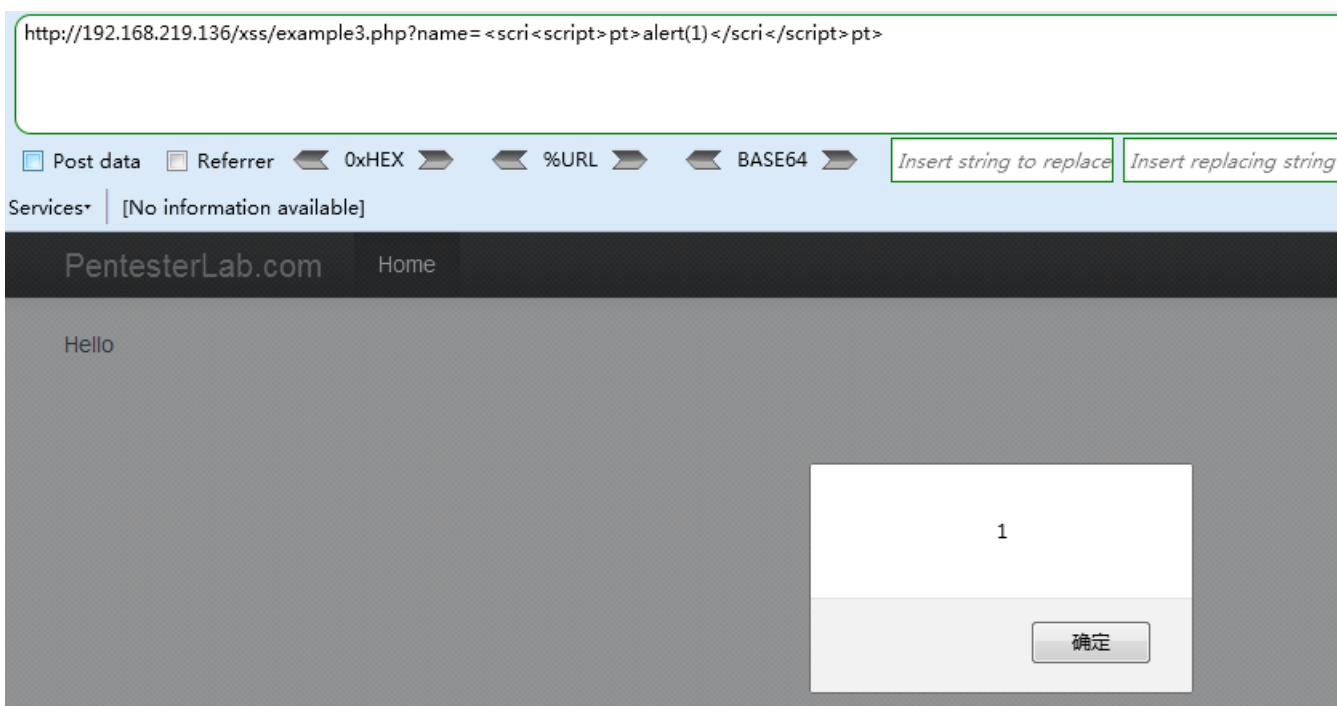 http://192.168.219.136/xss/example3.php?name=<scri<script>pt>alert(1)</scri</script>pt>
Post data Referrer 0xHEX %URL BASE64 Insert string to replace Insert replacing string
Services [No information available]
PentesterLab.com Home
Hello
1
确定